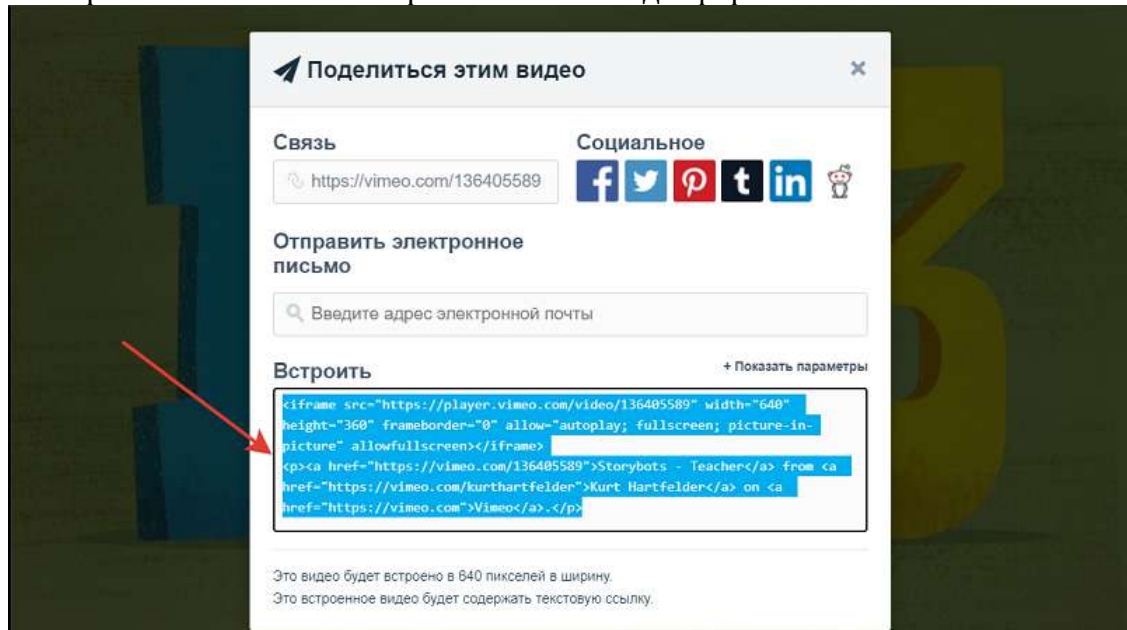 Поделиться этим видео
×
Связь
Социальное
https://vimeo.com/136405589
Отправить электронное
письмо
Введите адрес электронной почты
Встроить
+ Показать параметры
<iframe src="https://player.vimeo.com/video/136405589" width="640"
height="360" frameborder="0" allow="autoplay; fullscreen; picture-in-
picture" allowfullscreen></iframe>
<p><a href="https://vimeo.com/136405589">Storybots - Teacher</a> from <a
href="https://vimeo.com/kurthartfelder">Kurt Hartfelder</a> on <a
href="https://vimeo.com">Vimeo</a>.</p>
Это видео будет встроено в 640 пикселей в ширину.
Это встроенное видео будет содержать текстовую ссылку.